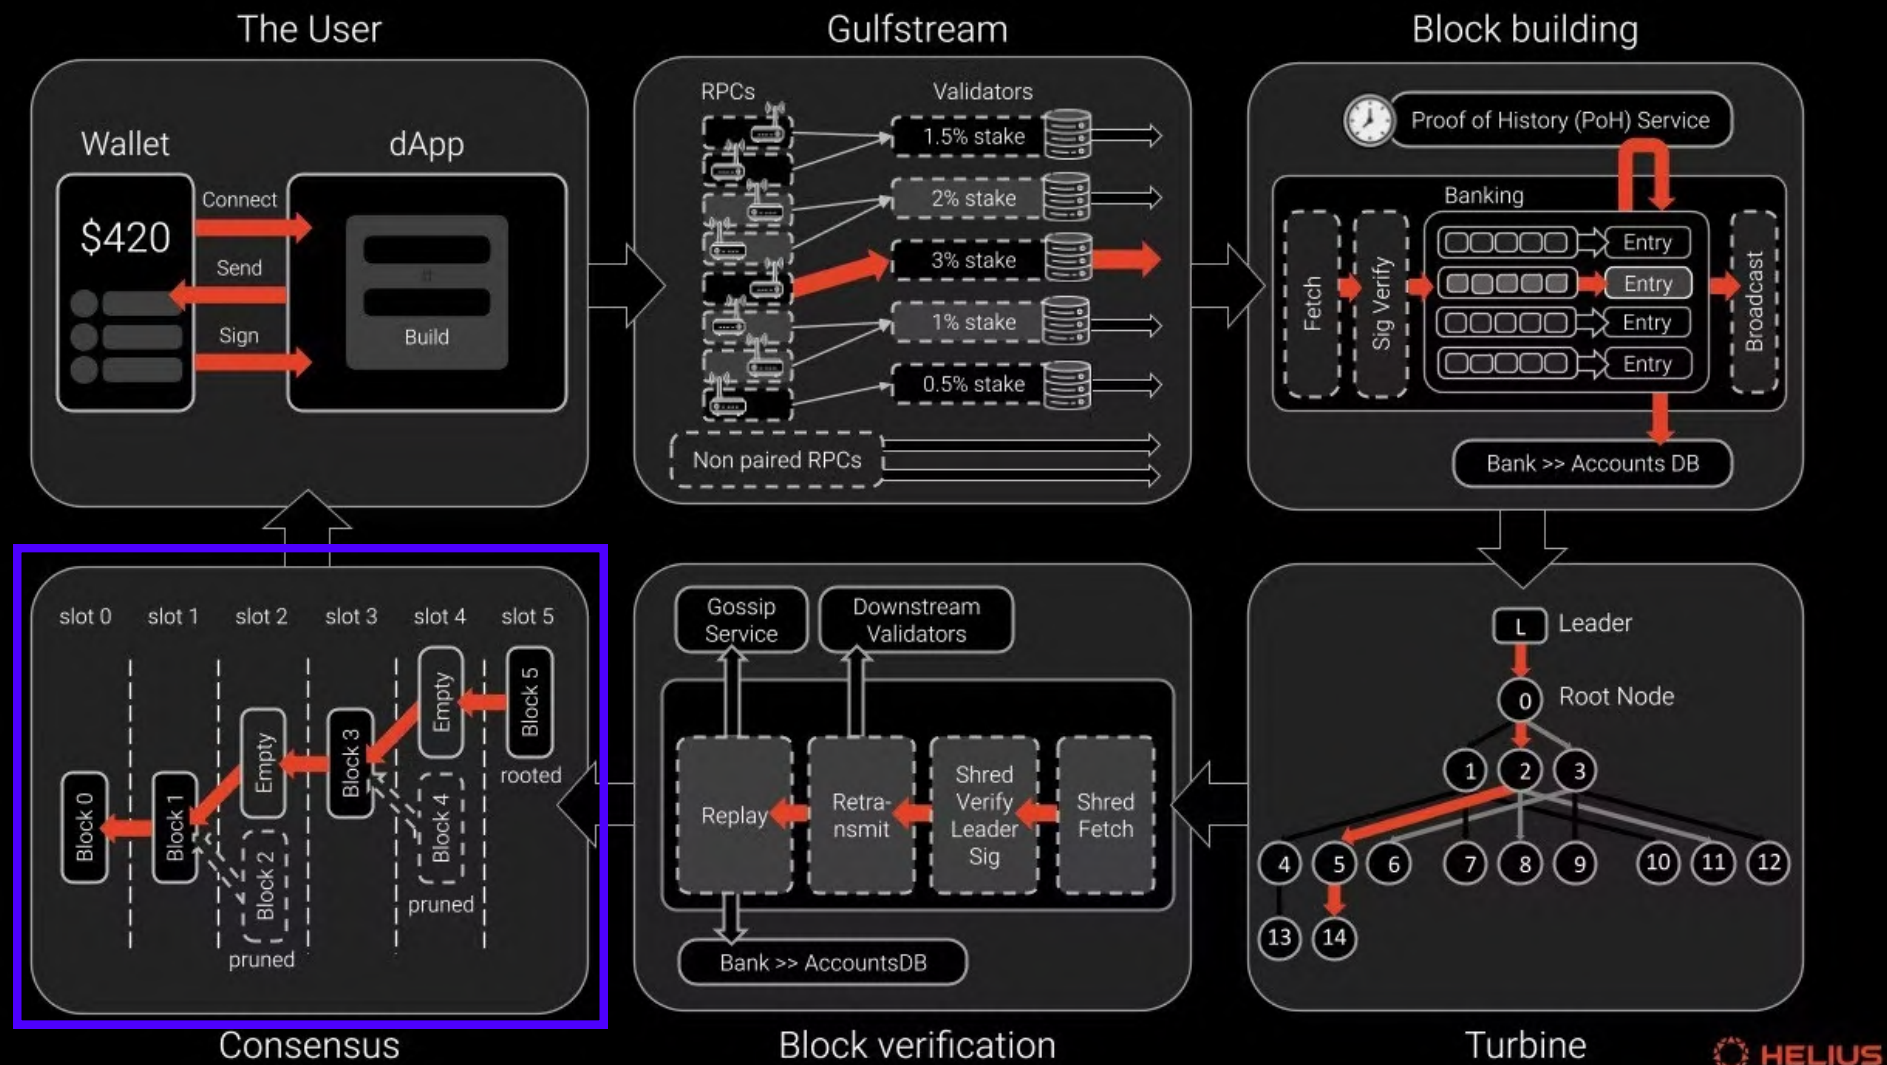 The User
Gulfstream
Block building
Wallet
dApp
$420
Connect
Send
Sign
Build
RPCs
Validators
1.5% stake
2% stake
3% stake
1% stake
0.5% stake
Non paired RPCs
Proof of History (PoH) Service
Banking
Fetch
Sig Verify
Entry
Entry
Entry
Entry
Broadcast
Bank >> Accounts DB
slot 0
slot 1
slot 2
slot 3
slot 4
slot 5
Block 0
Block 1
Empty
Block 2
pruned
Block 3
Empty
Block 4
pruned
Block 5
rooted
Gossip
Service
Downstream
Validators
Replay
Retra-
nsmit
Shred
Verify
Leader
Sig
Shred
Fetch
Bank >> AccountsDB
L
Leader
0
Root Node
1
2
3
4
5
6
7
8
9
10
11
12
13
14
Consensus
Block verification
Turbine
HELIUS